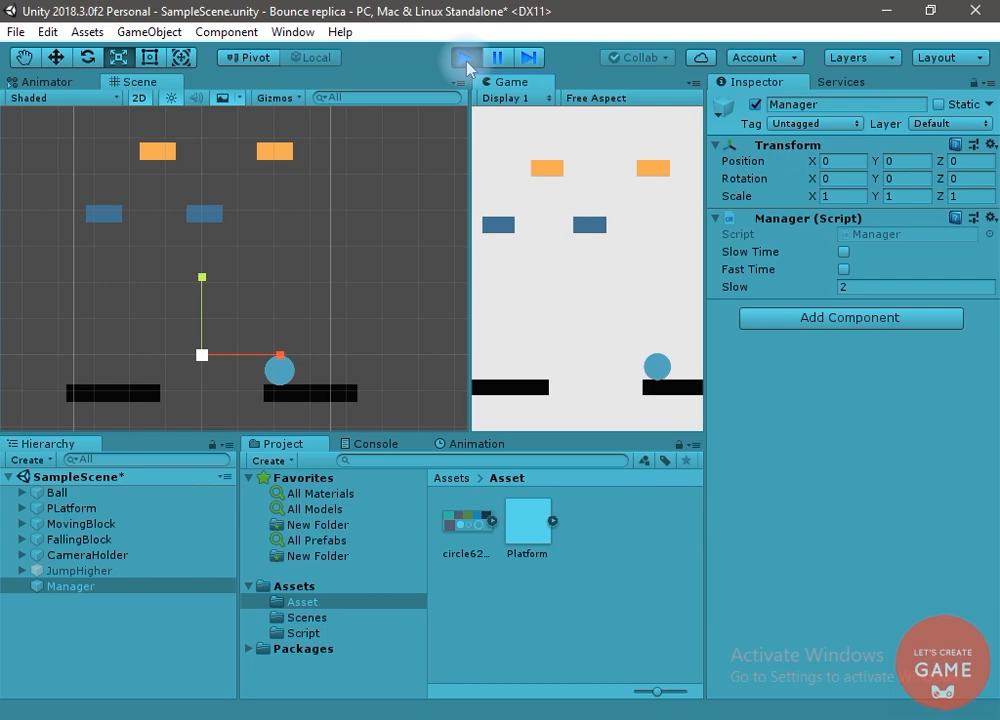 Unity 2018.3.0f2 Personal - SampleScene.unity - Bounce replica - PC, Mac & Linux Standalone* <DX11>
File Edit Assets GameObject Component Window Help
Pivot Local Collab Account Layers Layout
Animator Scene Game Inspector Services
Shaded 2D Gizmos All Display 1 Free Aspect
Manager Static
Tag Untagged Layer Default
Transform
Position X 0 Y 0 Z 0
Rotation X 0 Y 0 Z 0
Scale X 1 Y 1 Z 1
Manager (Script)
Script Manager
Slow Time
Fast Time
Slow 2
Add Component
Hierarchy
Create All
SampleScene*
Ball
PLatform
MovingBlock
FallingBlock
CameraHolder
JumpHigher
Manager
Project Console Animation
Create
Favorites
All Materials
All Models
New Folder
All Prefabs
New Folder
Assets
Asset
Scenes
Script
Packages
Assets > Asset
circle62... Platform
Activate Windows
Go to Settings to activate
LET'S CREATE
GAME